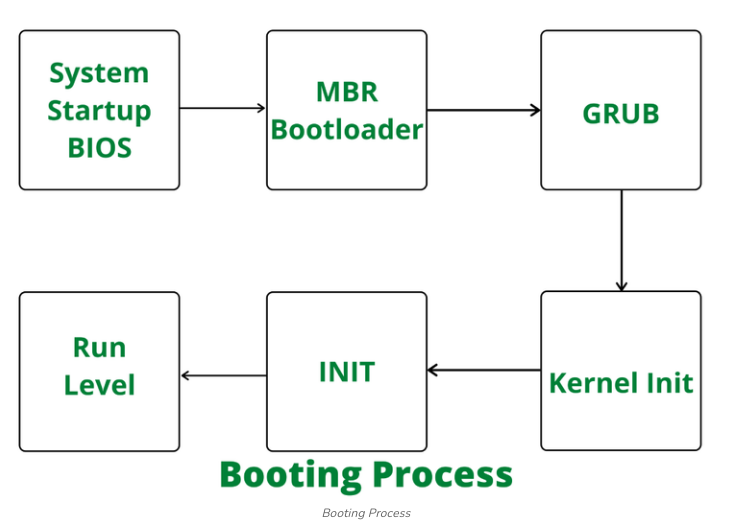 System
Startup
BIOS
MBR
Bootloader
GRUB
Run
Level
INIT
Kernel Init
Booting Process
Booting Process